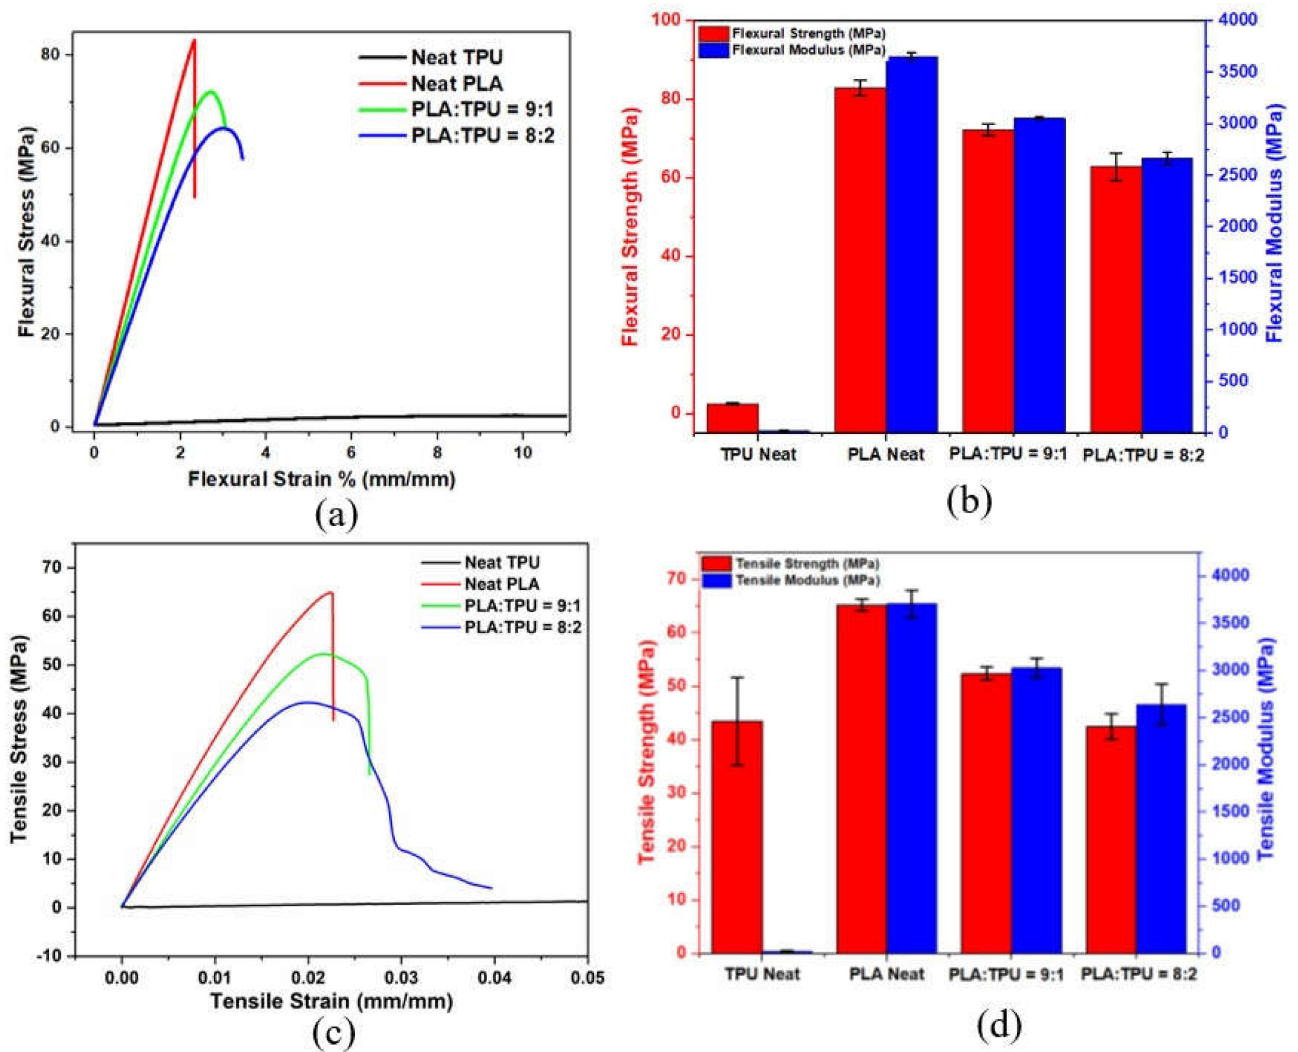 Flexural Stress (MPa)
80
60
40
20
0
0 2 4 6 8 10
Flexural Strain % (mm/mm)
Neat TPU
Neat PLA
PLA:TPU = 9:1
PLA:TPU = 8:2
(a)
Flexural Strength (MPa)
100
80
60
40
20
0
Flexural Strength (MPa)
Flexural Modulus (MPa)
4000
3500
3000
2500
2000
1500
1000
500
0
Flexural Modulus (MPa)
TPU Neat PLA Neat PLA:TPU = 9:1 PLA:TPU = 8:2
(b)
Tensile Stress (MPa)
70
60
50
40
30
20
10
0
-10
0.00 0.01 0.02 0.03 0.04 0.05
Tensile Strain (mm/mm)
Neat TPU
Neat PLA
PLA:TPU = 9:1
PLA:TPU = 8:2
(c)
Tensile Strength (MPa)
70
60
50
40
30
20
10
0
Tensile Strength (MPa)
Tensile Modulus (MPa)
4000
3500
3000
2500
2000
1500
1000
500
0
Tensile Modulus (MPa)
TPU Neat PLA Neat PLA:TPU = 9:1 PLA:TPU = 8:2
(d)